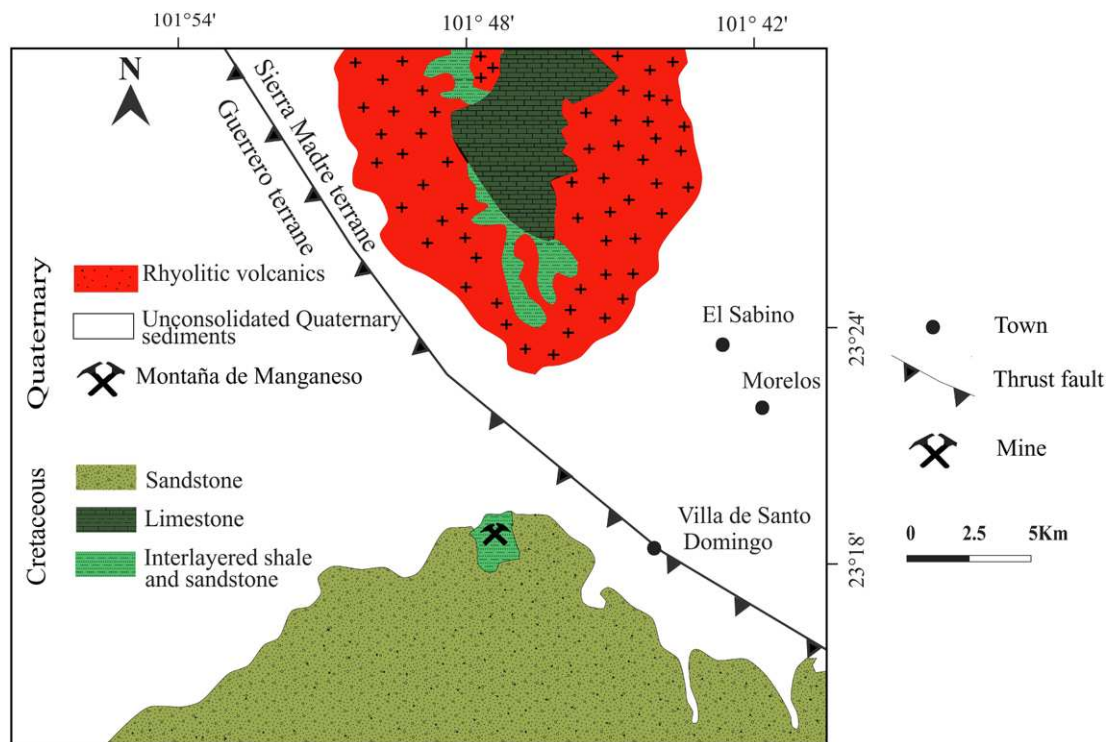 101° 54'
101° 48'
101° 42'
N
Sierra Madre terrane
Guerrero terrane
Quaternary
Rhyolitic volcanics
Unconsolidated Quaternary
sediments
Montaña de Manganeso
Cretaceous
Sandstone
Limestone
Interlayered shale
and sandstone
El Sabino
Morelos
Villa de Santo
Domingo
23°24'
23°18'
Town
Thrust fault
Mine
0 2.5 5Km